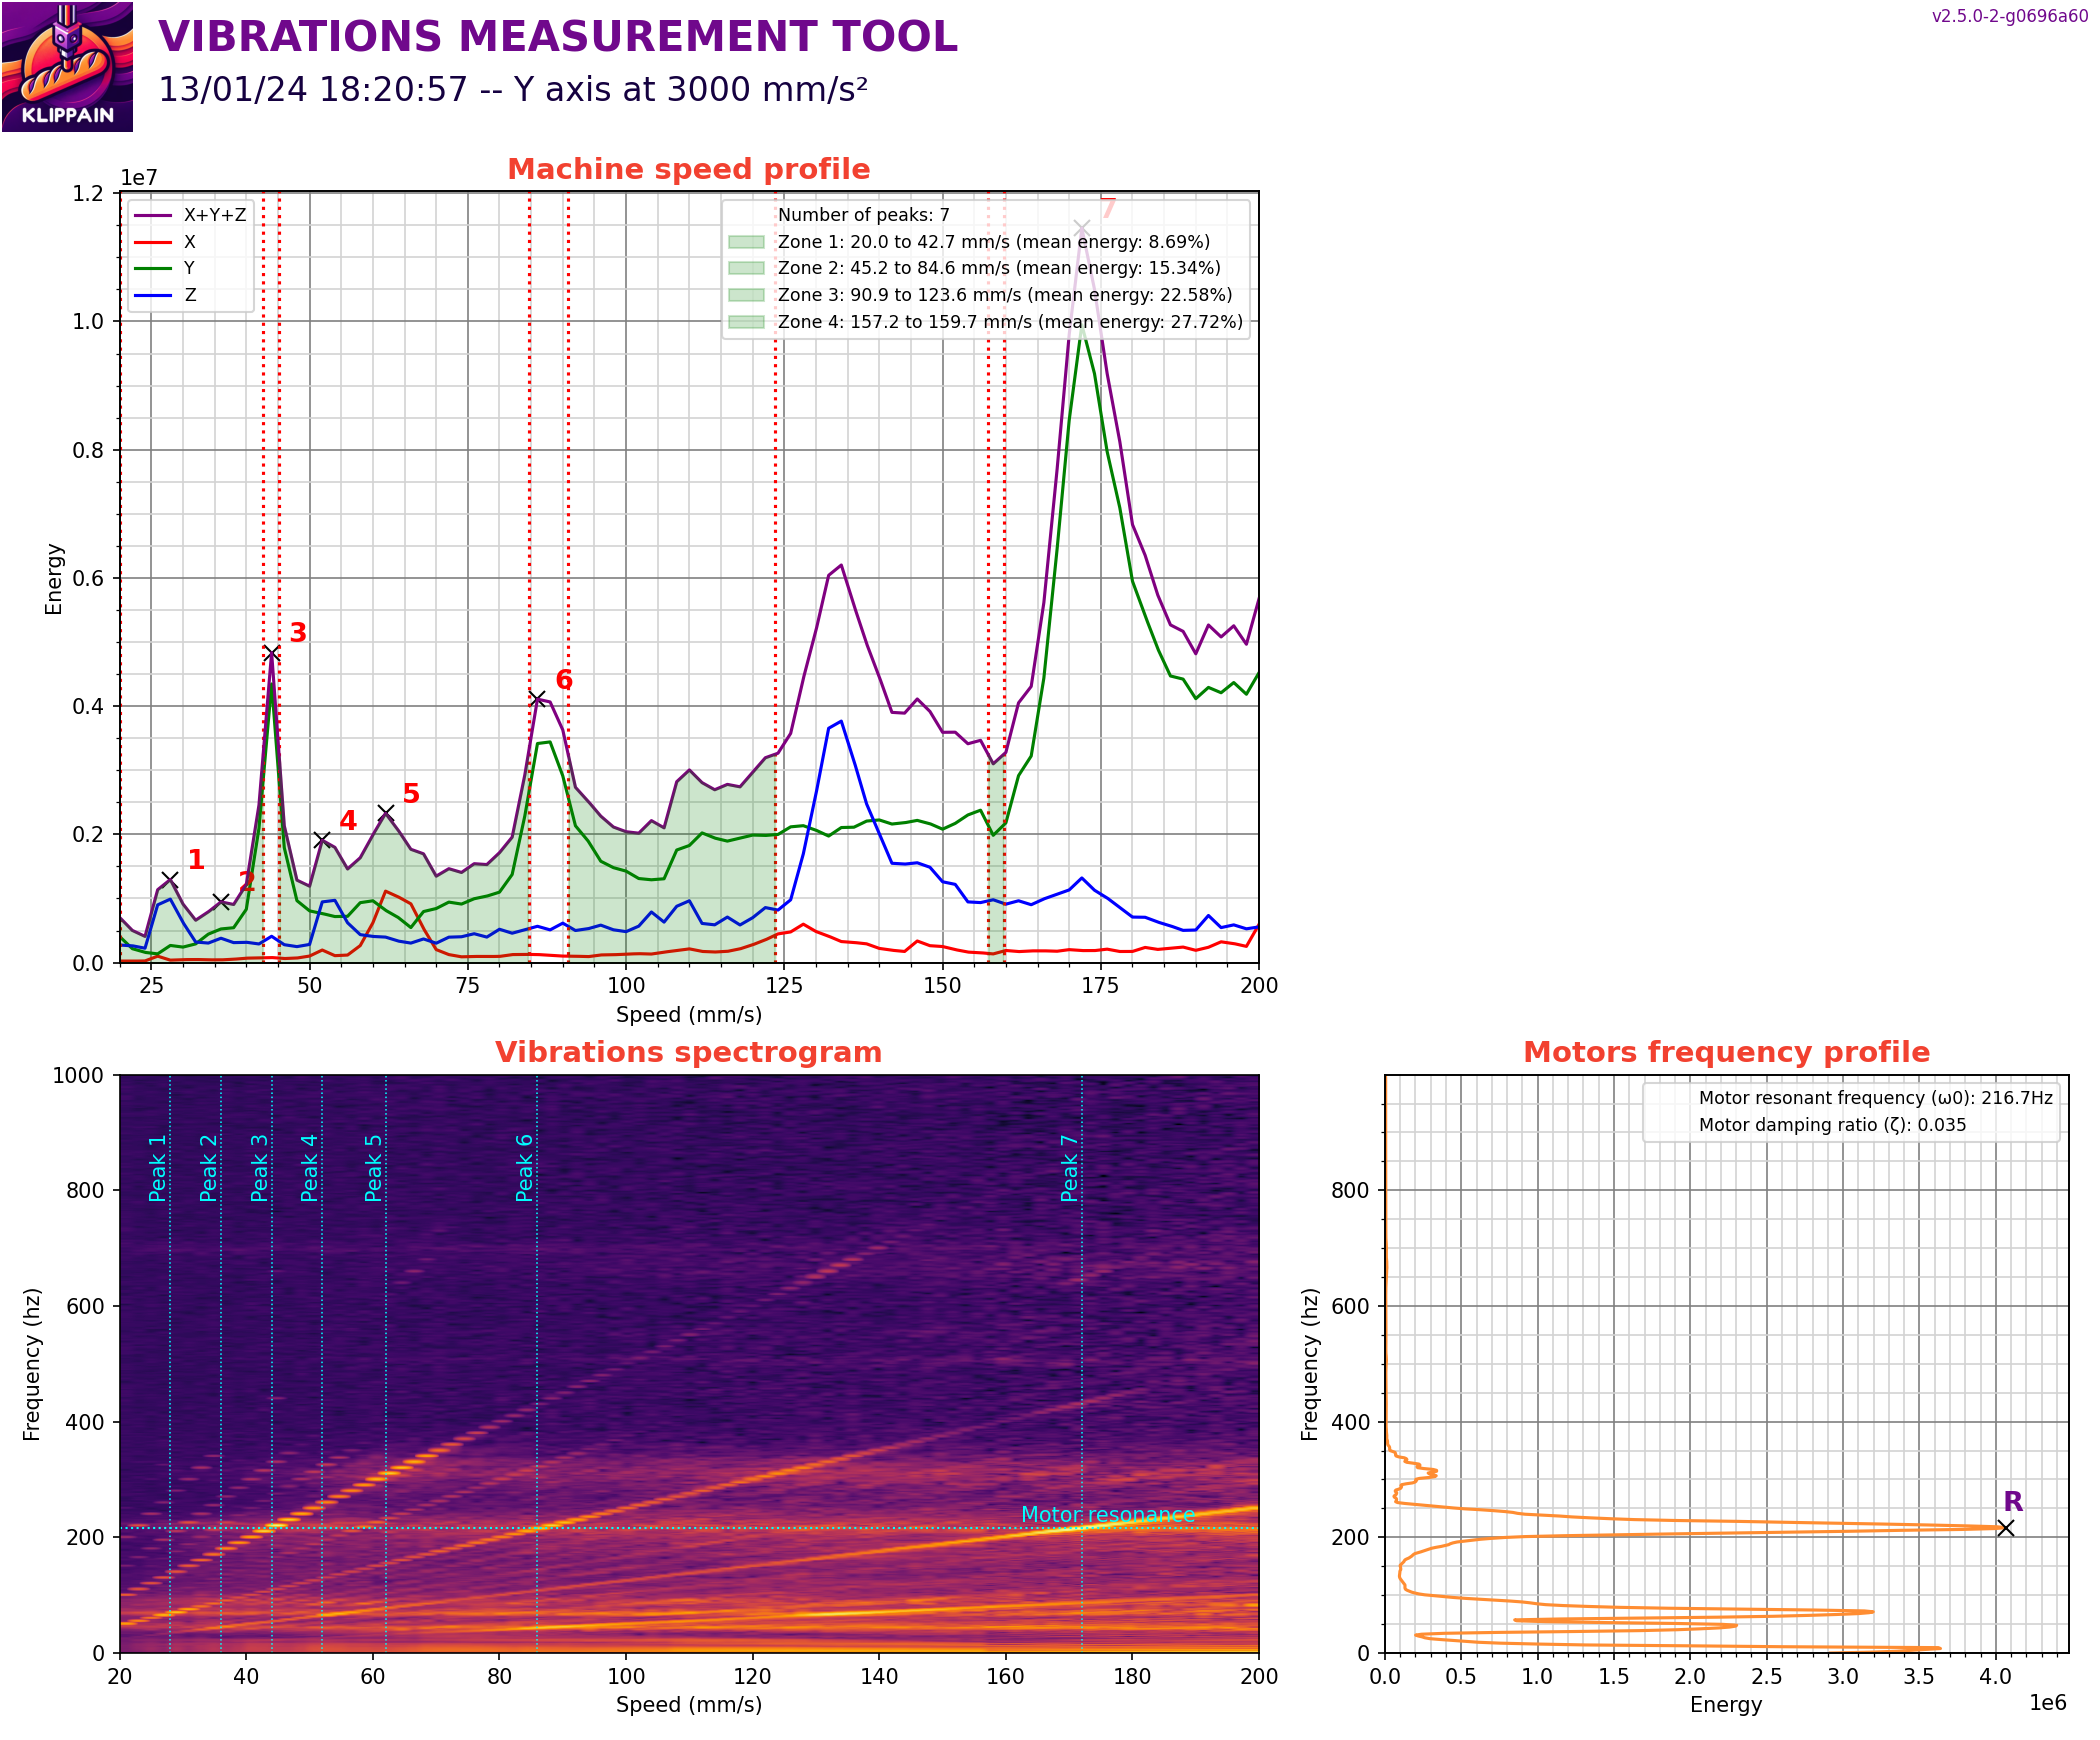 KLIPPAIN
VIBRATIONS MEASUREMENT TOOL
13/01/24 18:20:57 -- Y axis at 3000 mm/s²
v2.5.0-2-g0696a60
Machine speed profile
1e7
X+Y+Z
X
Y
Z
Number of peaks: 7
Zone 1: 20.0 to 42.7 mm/s (mean energy: 8.69%)
Zone 2: 45.2 to 84.6 mm/s (mean energy: 15.34%)
Zone 3: 90.9 to 123.6 mm/s (mean energy: 22.58%)
Zone 4: 157.2 to 159.7 mm/s (mean energy: 27.72%)
1.2
1.0
0.8
0.6
0.4
0.2
0.0
Energy
1
2
3
4
5
6
7
25 50 75 100 125 150 175 200
Speed (mm/s)
Vibrations spectrogram
1000
800
600
400
200
0
Frequency (hz)
Peak 1
Peak 2
Peak 3
Peak 4
Peak 5
Peak 6
Peak 7
Motor resonance
20 40 60 80 100 120 140 160 180 200
Speed (mm/s)
Motors frequency profile
Motor resonant frequency (ω0): 216.7Hz
Motor damping ratio (ζ): 0.035
800
600
400
200
0
Frequency (hz)
R
0.0 0.5 1.0 1.5 2.0 2.5 3.0 3.5 4.0
Energy
1e6